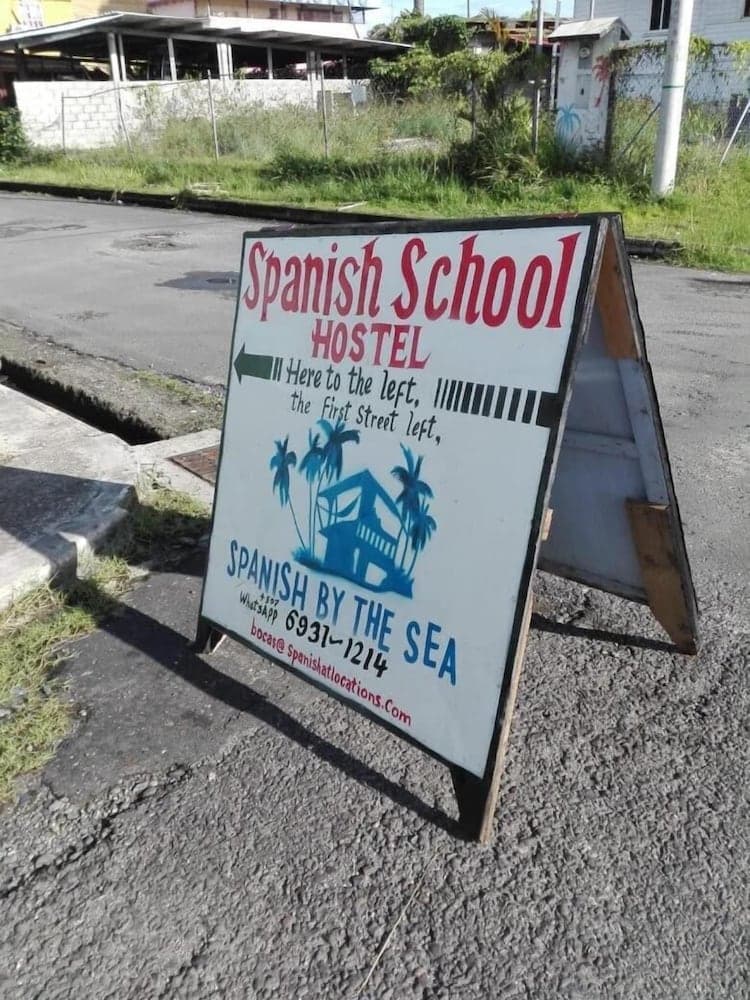 Spanish School
HOSTEL
Here to the left,
the First Street left,
SPANISH BY THE SEA
WhatsApp +507 6937-1214
bocas@spanishatlocations.com